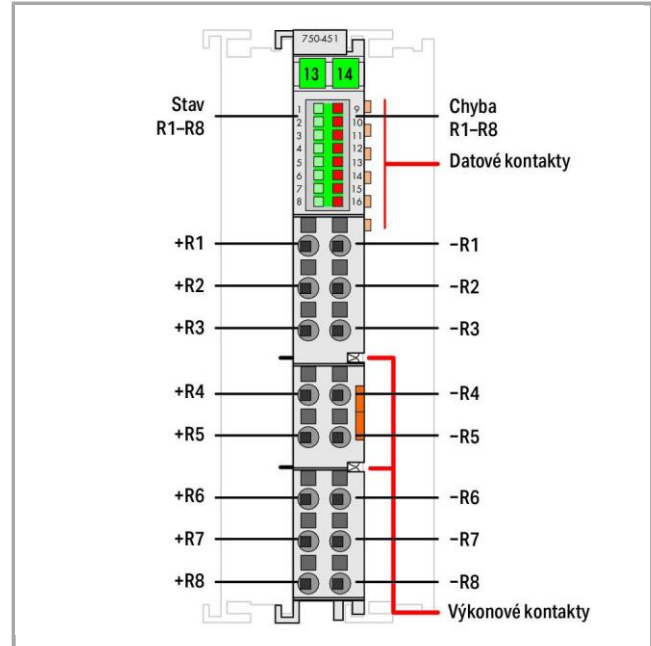 750-451
13 14
Stav
R1–R8
1 9
2 10
3 11
4 12
5 13
6 14
7 15
8 16
Chyba
R1–R8
Datové kontakty
+R1 –R1
+R2 –R2
+R3 –R3
+R4 –R4
+R5 –R5
+R6 –R6
+R7 –R7
+R8 –R8
Výkonové kontakty